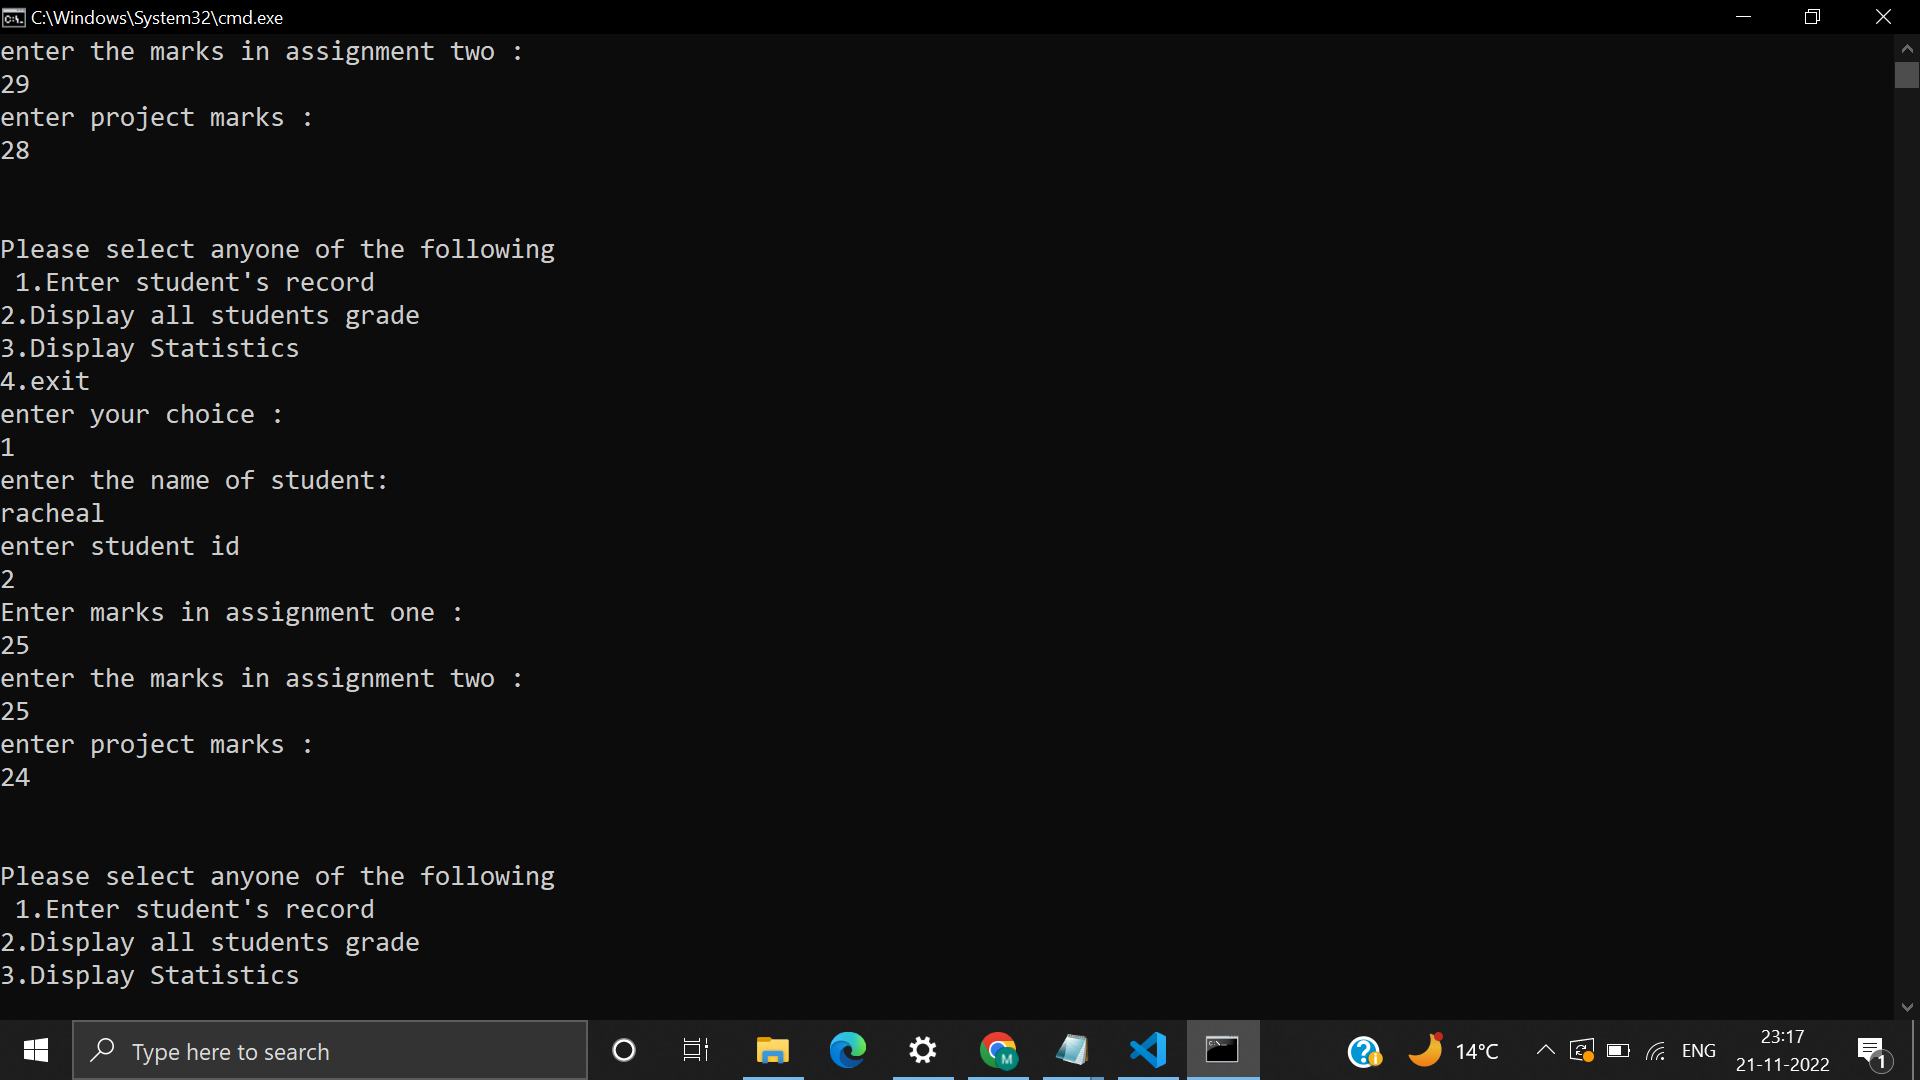 C:\Windows\System32\cmd.exe
enter the marks in assignment two :
29
enter project marks :
28
Please select anyone of the following
 1.Enter student's record
2.Display all students grade
3.Display Statistics
4.exit
enter your choice :
1
enter the name of student:
racheal
enter student id
2
Enter marks in assignment one :
25
enter the marks in assignment two :
25
enter project marks :
24
Please select anyone of the following
 1.Enter student's record
2.Display all students grade
3.Display Statistics
Type here to search
M
14°C
ENG
23:17
21-11-2022
1